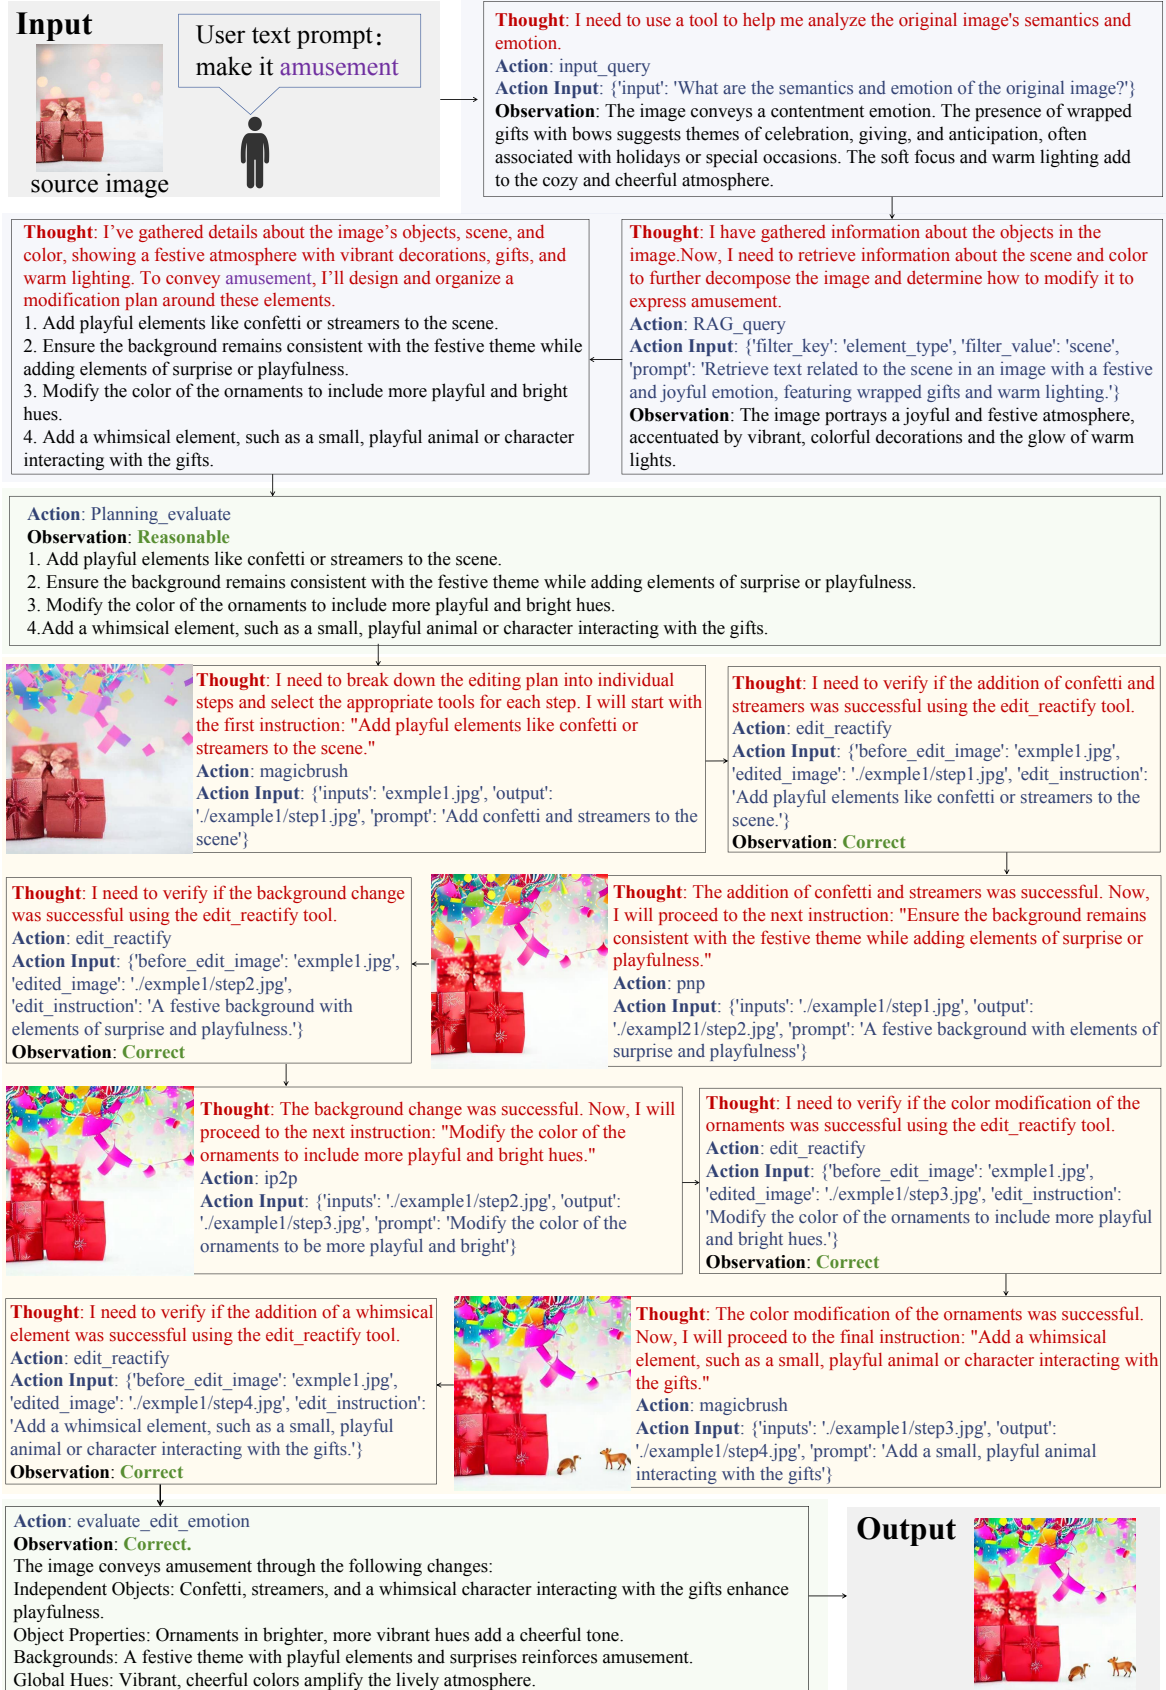 Input
User text prompt：
make it amusement
source image
Thought: I need to use a tool to help me analyze the original image's semantics and
emotion.
Action: input_query
Action Input: {'input': 'What are the semantics and emotion of the original image?'}
Observation: The image conveys a contentment emotion. The presence of wrapped
gifts with bows suggests themes of celebration, giving, and anticipation, often
associated with holidays or special occasions. The soft focus and warm lighting add
to the cozy and cheerful atmosphere.
Thought: I have gathered information about the objects in the
image.Now, I need to retrieve information about the scene and color
to further decompose the image and determine how to modify it to
express amusement.
Action: RAG_query
Action Input: {'filter_key': 'element_type', 'filter_value': 'scene',
'prompt': 'Retrieve text related to the scene in an image with a festive
and joyful emotion, featuring wrapped gifts and warm lighting.'}
Observation: The image portrays a joyful and festive atmosphere,
accentuated by vibrant, colorful decorations and the glow of warm
lights.
Thought: I've gathered details about the image's objects, scene, and
color, showing a festive atmosphere with vibrant decorations, gifts, and
warm lighting. To convey amusement, I'll design and organize a
modification plan around these elements.
1. Add playful elements like confetti or streamers to the scene.
2. Ensure the background remains consistent with the festive theme while
adding elements of surprise or playfulness.
3. Modify the color of the ornaments to include more playful and bright
hues.
4. Add a whimsical element, such as a small, playful animal or character
interacting with the gifts.
Action: Planning_evaluate
Observation: Reasonable
1. Add playful elements like confetti or streamers to the scene.
2. Ensure the background remains consistent with the festive theme while adding elements of surprise or playfulness.
3. Modify the color of the ornaments to include more playful and bright hues.
4.Add a whimsical element, such as a small, playful animal or character interacting with the gifts.
Thought: I need to break down the editing plan into individual
steps and select the appropriate tools for each step. I will start with
the first instruction: "Add playful elements like confetti or
streamers to the scene."
Action: magicbrush
Action Input: {'inputs': 'exmple1.jpg', 'output':
'./example1/step1.jpg', 'prompt': 'Add confetti and streamers to the
scene'}
Thought: I need to verify if the addition of confetti and
streamers was successful using the edit_reactify tool.
Action: edit_reactify
Action Input: {'before_edit_image': 'exmple1.jpg',
'edited_image': './exmple1/step1.jpg', 'edit_instruction':
'Add playful elements like confetti or streamers to the
scene.'}
Observation: Correct
Thought: The addition of confetti and streamers was successful. Now,
I will proceed to the next instruction: "Ensure the background remains
consistent with the festive theme while adding elements of surprise or
playfulness."
Action: pnp
Action Input: {'inputs': './example1/step1.jpg', 'output':
'./exampl21/step2.jpg', 'prompt': 'A festive background with elements of
surprise and playfulness'}
Thought: I need to verify if the background change
was successful using the edit_reactify tool.
Action: edit_reactify
Action Input: {'before_edit_image': 'exmple1.jpg',
'edited_image': './exmple1/step2.jpg',
'edit_instruction': 'A festive background with
elements of surprise and playfulness.'}
Observation: Correct
Thought: The background change was successful. Now, I will
proceed to the next instruction: "Modify the color of the
ornaments to include more playful and bright hues."
Action: ip2p
Action Input: {'inputs': './example1/step2.jpg', 'output':
'./example1/step3.jpg', 'prompt': 'Modify the color of the
ornaments to be more playful and bright'}
Thought: I need to verify if the color modification of the
ornaments was successful using the edit_reactify tool.
Action: edit_reactify
Action Input: {'before_edit_image': 'exmple1.jpg',
'edited_image': './exmple1/step3.jpg', 'edit_instruction':
'Modify the color of the ornaments to include more playful
and bright hues.'}
Observation: Correct
Thought: The color modification of the ornaments was successful.
Now, I will proceed to the final instruction: "Add a whimsical
element, such as a small, playful animal or character interacting with
the gifts."
Action: magicbrush
Action Input: {'inputs': './example1/step3.jpg', 'output':
'./example1/step4.jpg', 'prompt': 'Add a small, playful animal
interacting with the gifts'}
Thought: I need to verify if the addition of a whimsical
element was successful using the edit_reactify tool.
Action: edit_reactify
Action Input: {'before_edit_image': 'exmple1.jpg',
'edited_image': './exmple1/step4.jpg', 'edit_instruction':
'Add a whimsical element, such as a small, playful
animal or character interacting with the gifts.'}
Observation: Correct
Action: evaluate_edit_emotion
Observation: Correct.
The image conveys amusement through the following changes:
Independent Objects: Confetti, streamers, and a whimsical character interacting with the gifts enhance
playfulness.
Object Properties: Ornaments in brighter, more vibrant hues add a cheerful tone.
Backgrounds: A festive theme with playful elements and surprises reinforces amusement.
Global Hues: Vibrant, cheerful colors amplify the lively atmosphere.
Output